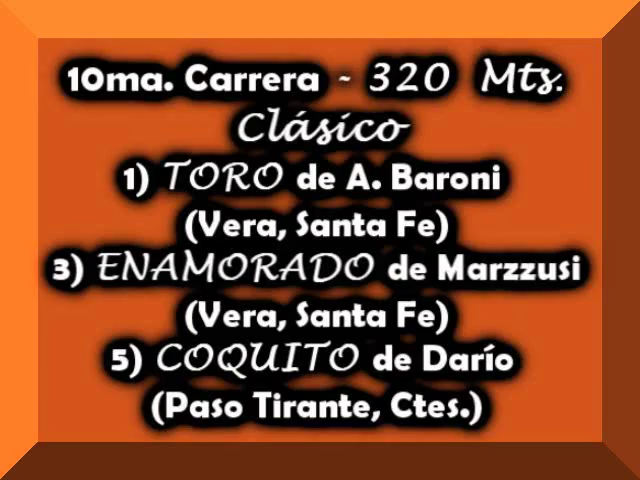 10ma. Carrera - 320 Mts.
Clásico
1) TORO de A. Baroni
(Vera, Santa Fe)
3) ENAMORADO de Marzzusi
(Vera, Santa Fe)
5) COQUITO de Darío
(Paso Tirante, Ctes.)